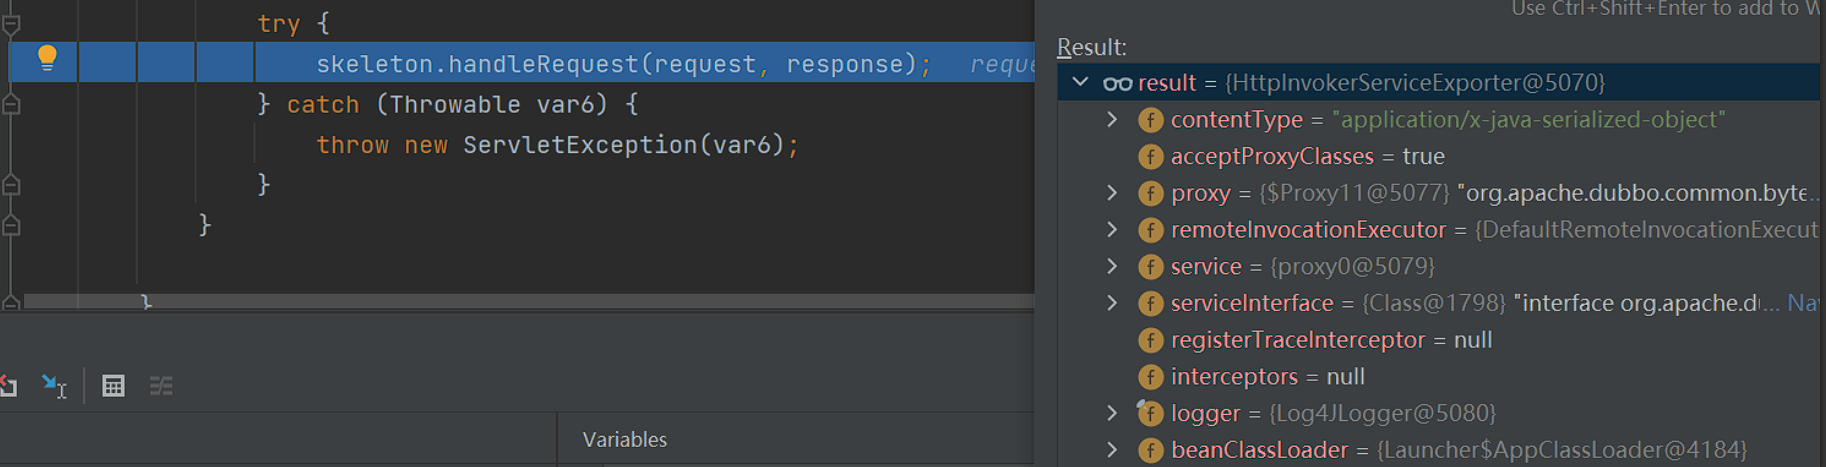 try {
skeleton.handleRequest(request, response);   reque
} catch (Throwable var6) {
throw new ServletException(var6);
}
}
}
Variables
Use Ctrl+Shift+Enter to add to W
Result:
result = {HttpInvokerServiceExporter@5070}
contentType = "application/x-java-serialized-object"
acceptProxyClasses = true
proxy = {$Proxy11@5077} "org.apache.dubbo.common.byte...
remoteInvocationExecutor = {DefaultRemoteInvocationExecut
service = {proxy0@5079}
serviceInterface = {Class@1798} "interface org.apache.du... Na
registerTraceInterceptor = null
interceptors = null
logger = {Log4JLogger@5080}
beanClassLoader = {Launcher$AppClassLoader@4184}